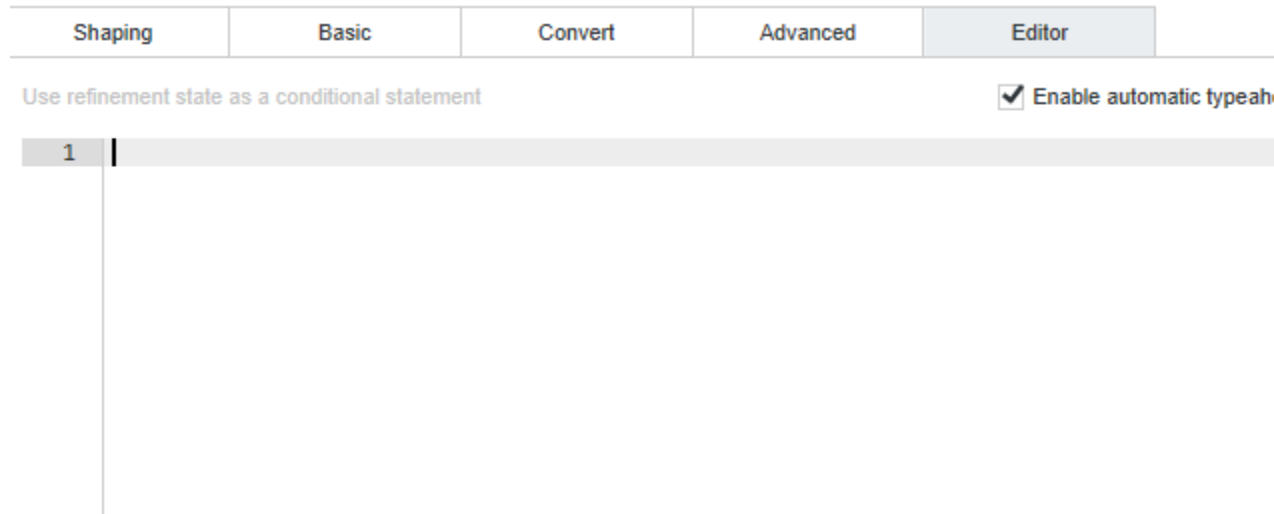 Shaping Basic Convert Advanced Editor
Use refinement state as a conditional statement Enable automatic
1